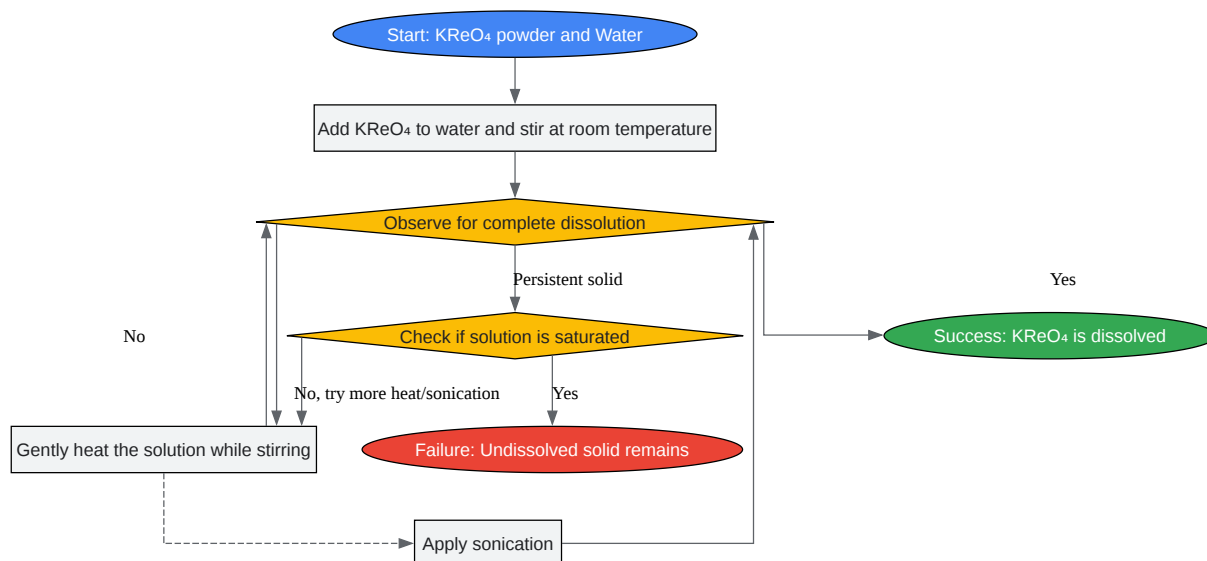 Start: KReO₄ powder and Water
Add KReO₄ to water and stir at room temperature
Observe for complete dissolution
Persistent solid
Yes
No
Check if solution is saturated
Success: KReO₄ is dissolved
No, try more heat/sonication
Yes
Gently heat the solution while stirring
Failure: Undissolved solid remains
Apply sonication